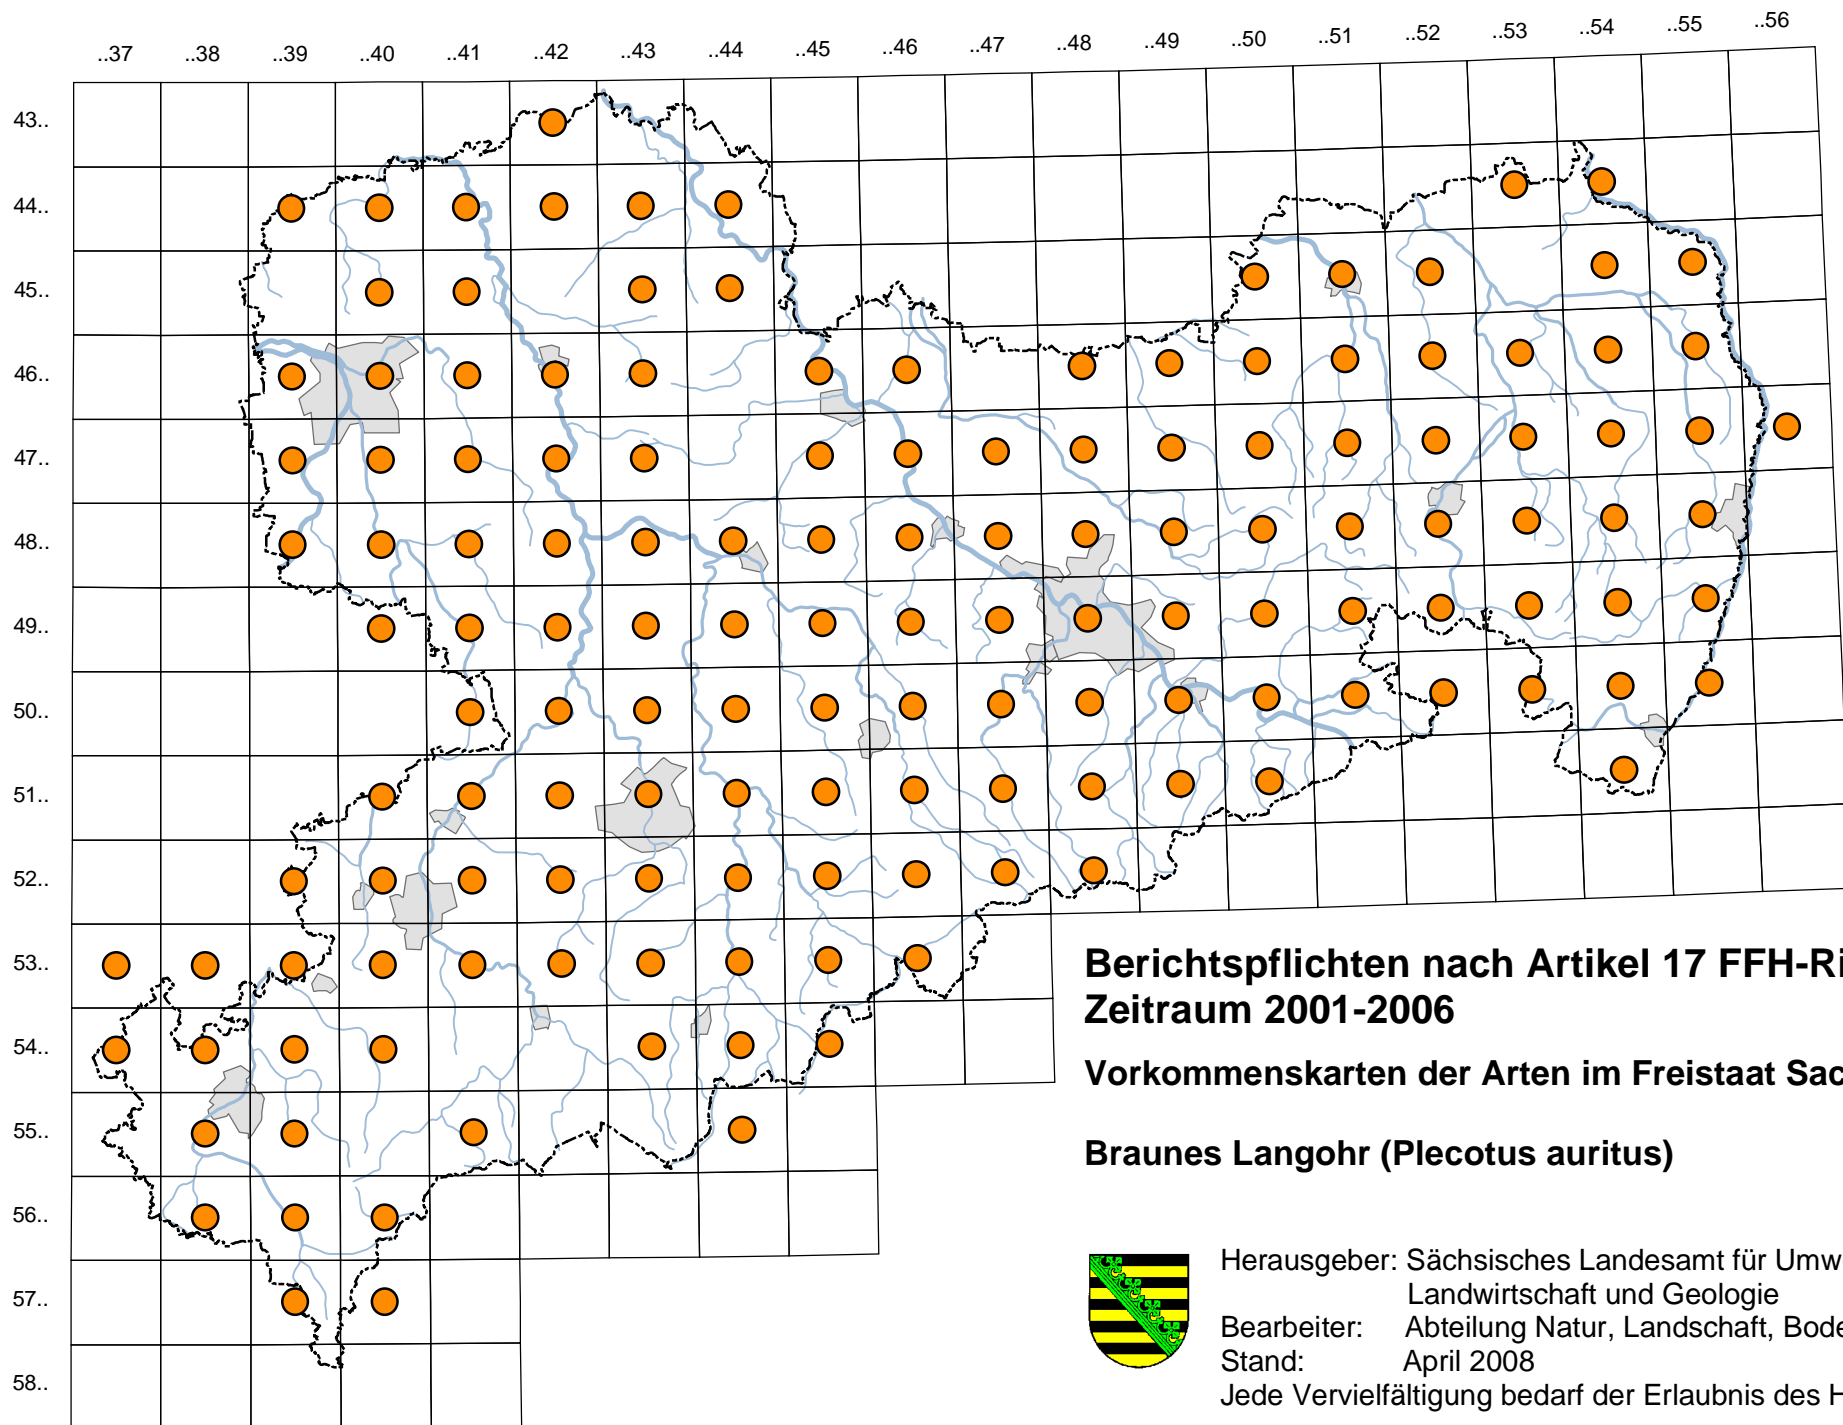 ..37 ..38 ..39 ..40 ..41 ..42 ..43 ..44 ..45 ..46 ..47 ..48 ..49 ..50 ..51 ..52 ..53 ..54 ..55 ..56
43..
44..
45..
46..
47..
48..
49..
50..
51..
52..
53..
54..
55..
56..
57..
58..
Berichtspflichten nach Artikel 17 FFH-Ri
Zeitraum 2001-2006
Vorkommenskarten der Arten im Freistaat Sac
Braunes Langohr (Plecotus auritus)
Herausgeber: Sächsisches Landesamt für Umw
Landwirtschaft und Geologie
Bearbeiter: Abteilung Natur, Landschaft, Bode
Stand: April 2008
Jede Vervielfältigung bedarf der Erlaubnis des H